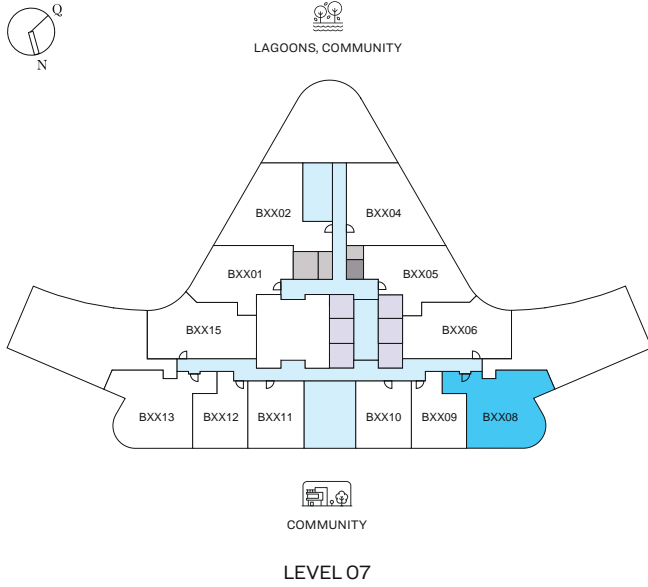 Q
N
LAGOONS, COMMUNITY
BXX02
BXX04
BXX01
BXX05
BXX15
BXX06
BXX13
BXX12
BXX11
BXX10
BXX09
BXX08
COMMUNITY
LEVEL 07